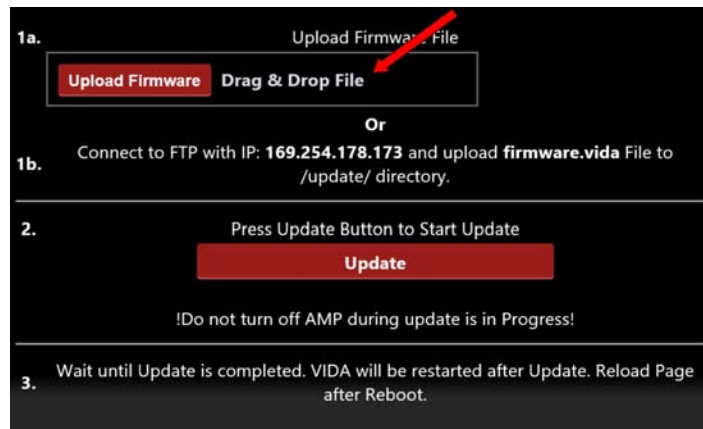 1a. Upload Firmware File
Upload Firmware Drag & Drop File
Or
1b. Connect to FTP with IP: 169.254.178.173 and upload firmware.vida File to
/update/ directory.
2. Press Update Button to Start Update
Update
!Do not turn off AMP during update is in Progress!
3. Wait until Update is completed. VIDA will be restarted after Update. Reload Page
after Reboot.